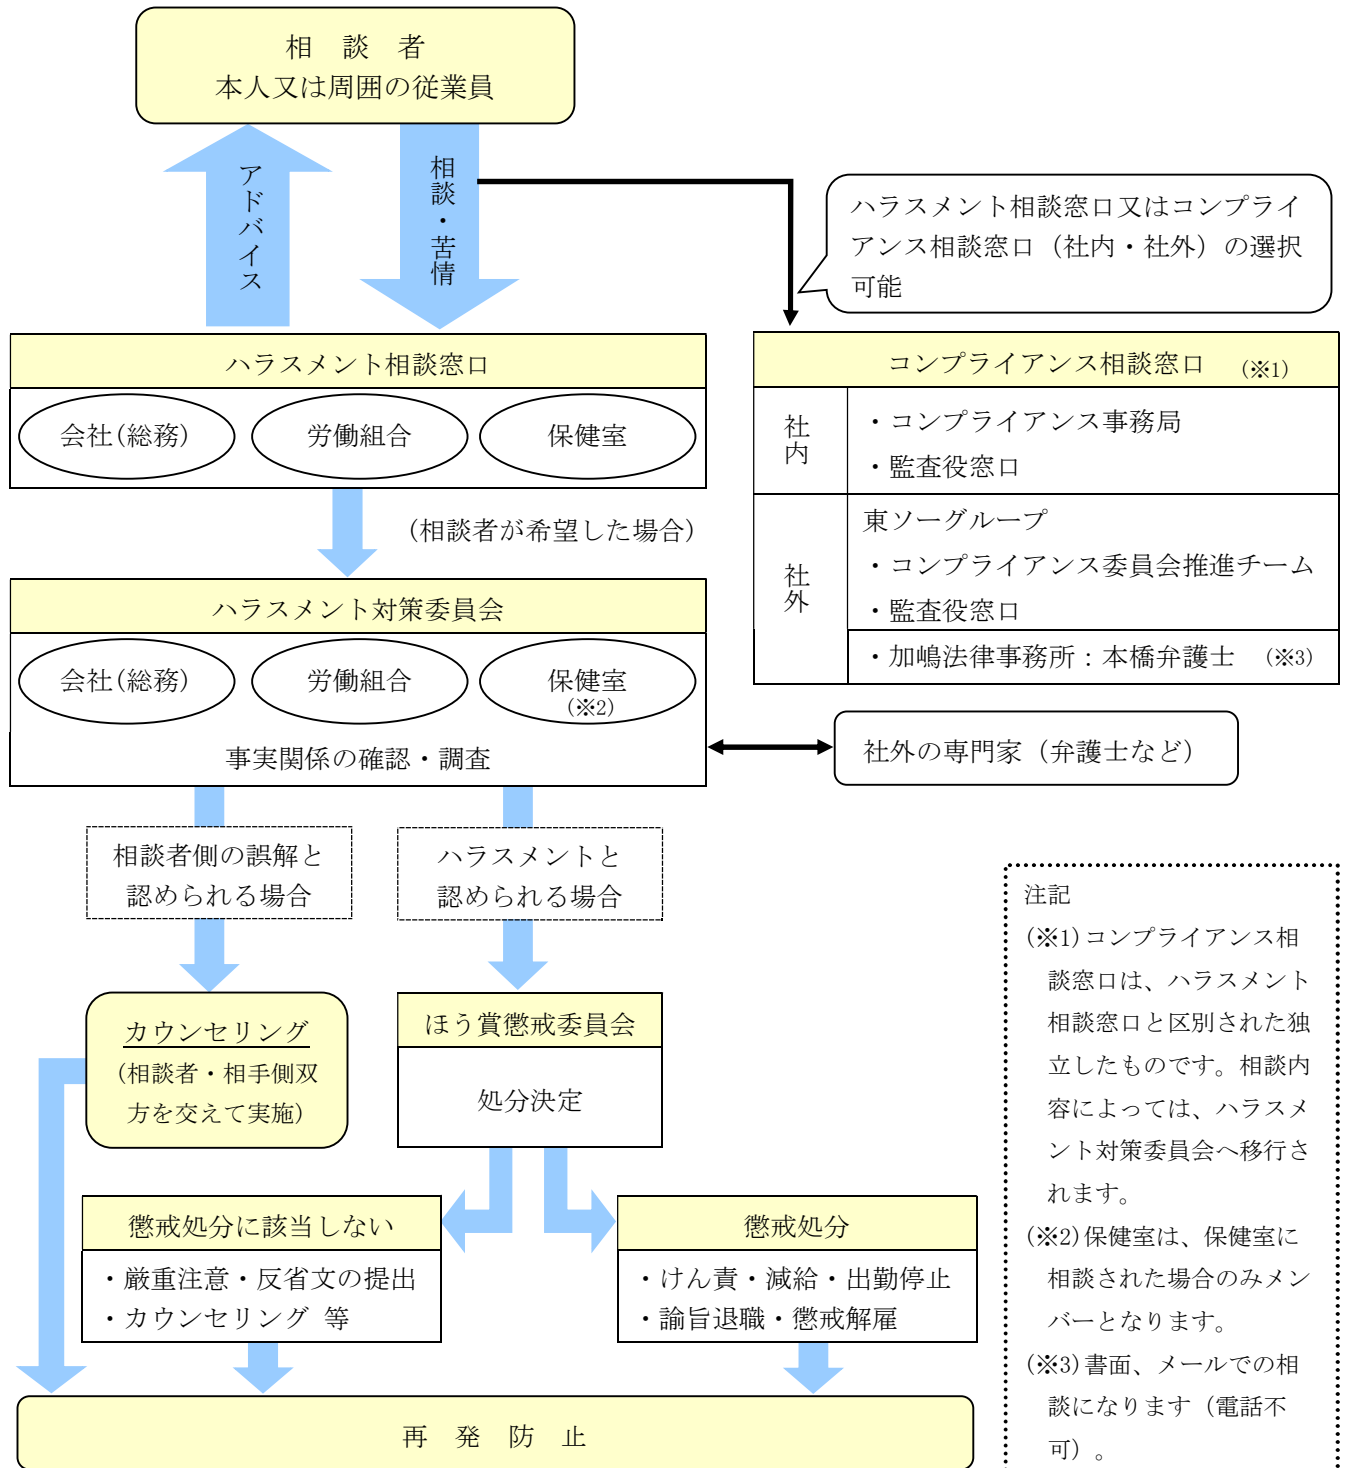 相 談 者
本人又は周囲の従業員
アドバイス
相談・苦情
ハラスメント相談窓口又はコンプライ
アンス相談窓口（社内・社外）の選択
可能
ハラスメント相談窓口
会社(総務)
労働組合
保健室
コンプライアンス相談窓口 (※1)
社内
・コンプライアンス事務局
・監査役窓口
社外
東ソーグループ
・コンプライアンス委員会推進チーム
・監査役窓口
・加嶋法律事務所：本橋弁護士 (※3)
(相談者が希望した場合)
ハラスメント対策委員会
会社(総務)
労働組合
保健室
(※2)
事実関係の確認・調査
社外の専門家（弁護士など）
相談者側の誤解と
認められる場合
ハラスメントと
認められる場合
カウンセリング
(相談者・相手側双
方を交えて実施)
ほう賞懲戒委員会
処分決定
懲戒処分に該当しない
・厳重注意・反省文の提出
・カウンセリング 等
懲戒処分
・けん責・減給・出勤停止
・諭旨退職・懲戒解雇
再 発 防 止
注記
(※1)コンプライアンス相
談窓口は、ハラスメント
相談窓口と区別された独
立したものです。相談内
容によっては、ハラスメ
ント対策委員会へ移行さ
れます。
(※2)保健室は、保健室に
相談された場合のみメン
バーとなります。
(※3)書面、メールでの相
談になります（電話不
可）。